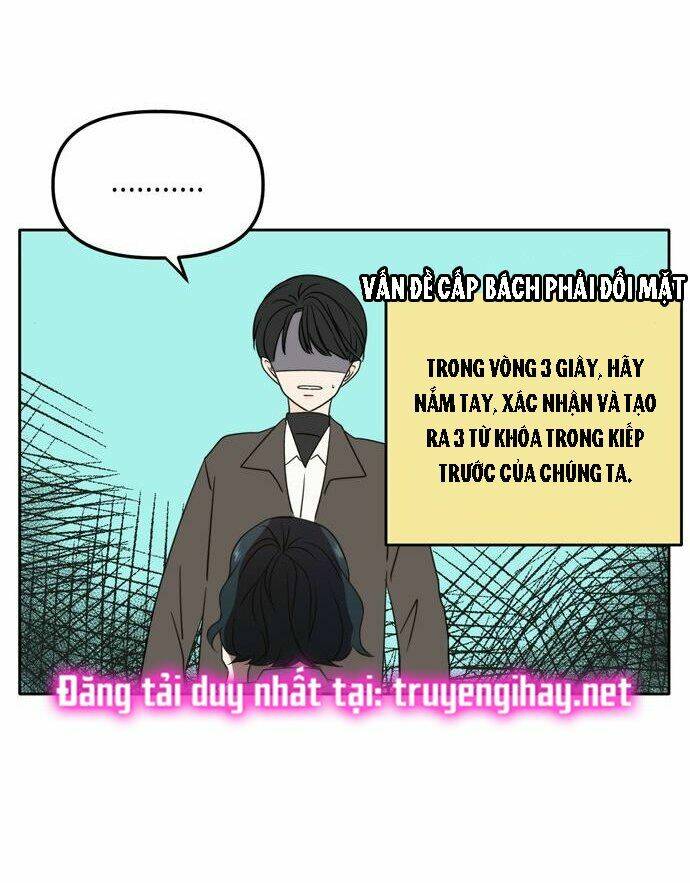 ...........
VẤN ĐỀ CẤP BÁCH PHẢI ĐỐI MẶT
TRONG VÒNG 3 GIÂY, HÃY
NẮM TAY, XÁC NHẬN VÀ TẠO
RA 3 TỪ KHÓA TRONG KIẾP
TRƯỚC CỦA CHÚNG TA.
Đăng tải duy nhất tại: truyengihay.net